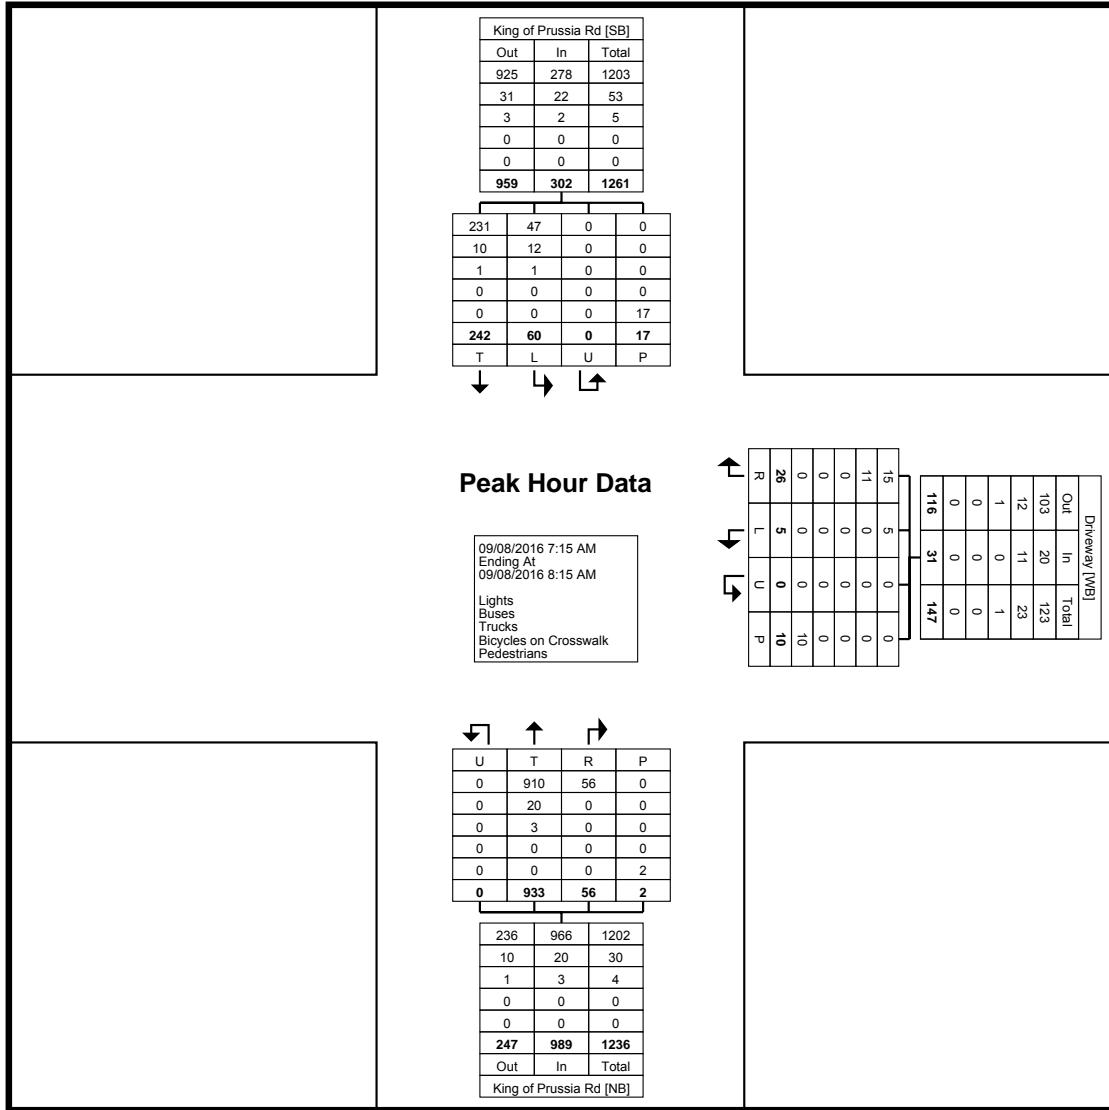 King of Prussia Rd [SB]
Out In Total
925 278 1203
31 22 53
3 2 5
0 0 0
0 0 0
959 302 1261
231 47 0 0
10 12 0 0
1 1 0 0
0 0 0 0
0 0 0 17
242 60 0 17
T L U P
Peak Hour Data
09/08/2016 7:15 AM
Ending At
09/08/2016 8:15 AM
Lights
Buses
Trucks
Bicycles on Crosswalk
Pedestrians
Driveway [WB]
Out In Total
103 20 123
12 11 23
1 0 1
0 0 0
0 0 0
116 31 147
15 5 0 0
11 0 0 0
0 0 0 0
0 0 0 0
0 0 0 10
26 5 0 10
R L U P
U T R P
0 910 56 0
0 20 0 0
0 3 0 0
0 0 0 0
0 0 0 2
0 933 56 2
236 966 1202
10 20 30
1 3 4
0 0 0
0 0 0
247 989 1236
Out In Total
King of Prussia Rd [NB]